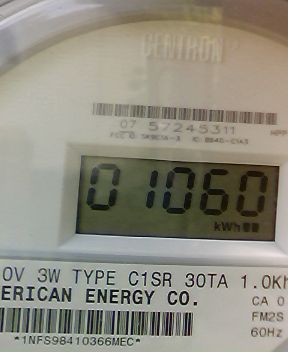 CENTRON
07 57245311
01060
kWh
0V 3W TYPE C1SR 30TA 1.0Kh
ERICAN ENERGY CO.
CA 0
FM2S
60Hz
*1NFS98410366MEC*